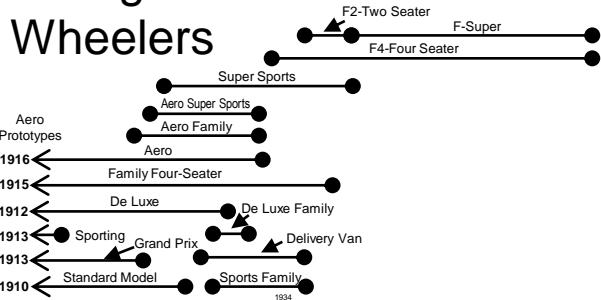 Wheelers
F2-Two Seater
F-Super
F4-Four Seater
Super Sports
Aero Super Sports
Aero
Prototypes
Aero Family
1916
Aero
1915
Family Four-Seater
1912
De Luxe
De Luxe Family
1913
Sporting
Grand Prix
Delivery Van
1913
1910
Standard Model
Sports Family
1934